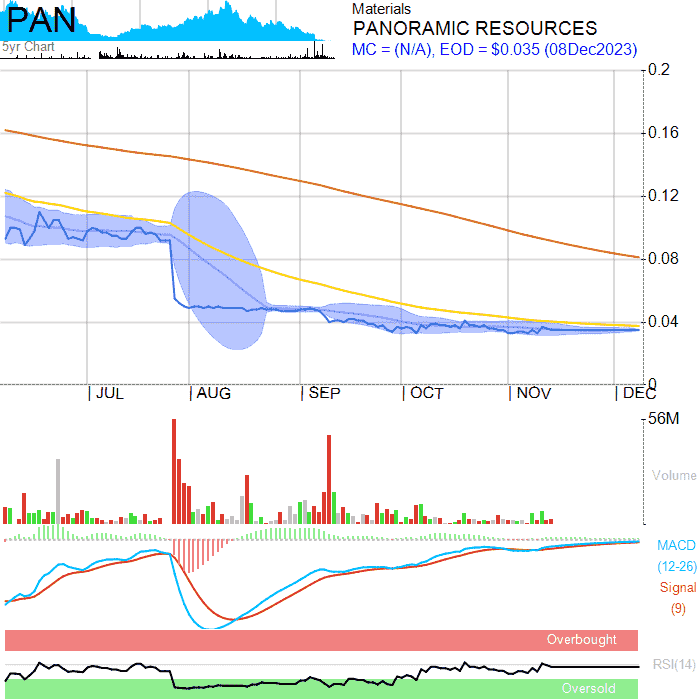 PAN
5yr Chart
Materials
PANORAMIC RESOURCES
MC = (N/A), EOD = $0.035 (08Dec2023)
0.2
0.16
0.12
0.08
0.04
0
JUL AUG SEP OCT NOV DEC
56M
Volume
MACD
(12-26)
Signal
(9)
Overbought
RSI(14)
Oversold